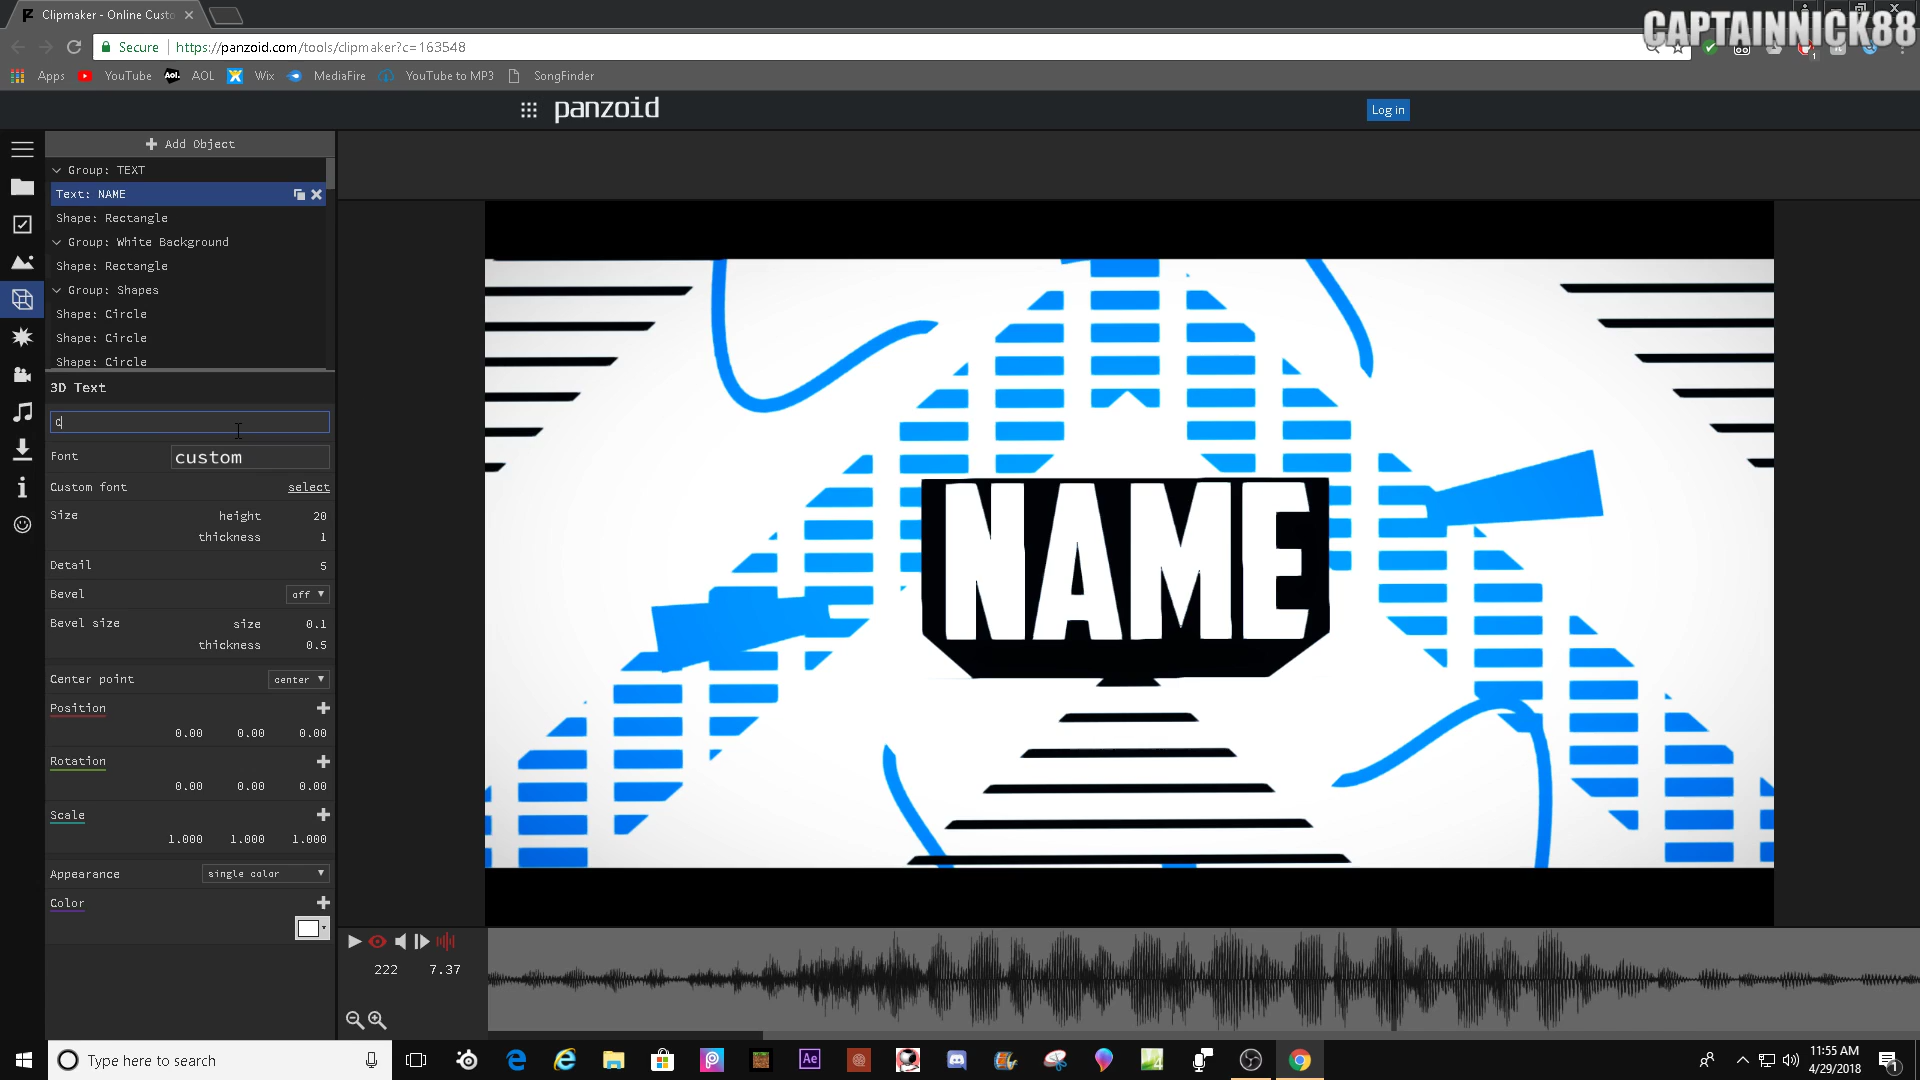 Clipmaker - Online Custo
CAPTAINNICK88
Secure https://panzoid.com/tools/clipmaker?c=163548
Apps YouTube Aol. AOL Wix MediaFire YouTube to MP3 SongFinder
panzoid
Log in
Add Object
Group: TEXT
Text: NAME
Shape: Rectangle
Group: White Background
Shape: Rectangle
Group: Shapes
Shape: Circle
Shape: Circle
Shape: Circle
3D Text
c
Font custom
Custom font select
Size height 20
thickness 1
Detail 5
Bevel off
Bevel size size 0.1
thickness 0.5
Center point center
Position
0.00 0.00 0.00
Rotation
0.00 0.00 0.00
Scale
1.000 1.000 1.000
Appearance single color
Color
NAME
222 7.37
Type here to search
Ae
11:55 AM
4/29/2018
1